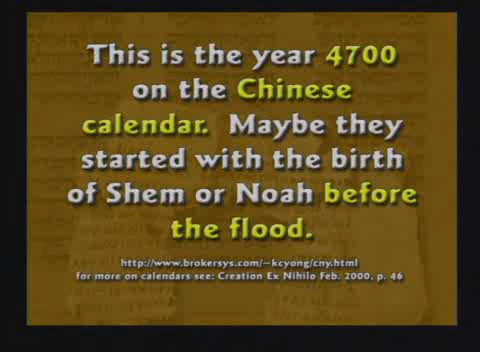 This is the year 4700
on the Chinese
calendar. Maybe they
started with the birth
of Shem or Noah before
the flood.
http://www.brokersys.com/~kcyong/cny.html
for more on calendars see: Creation Ex Nihilo Feb. 2000, p. 46